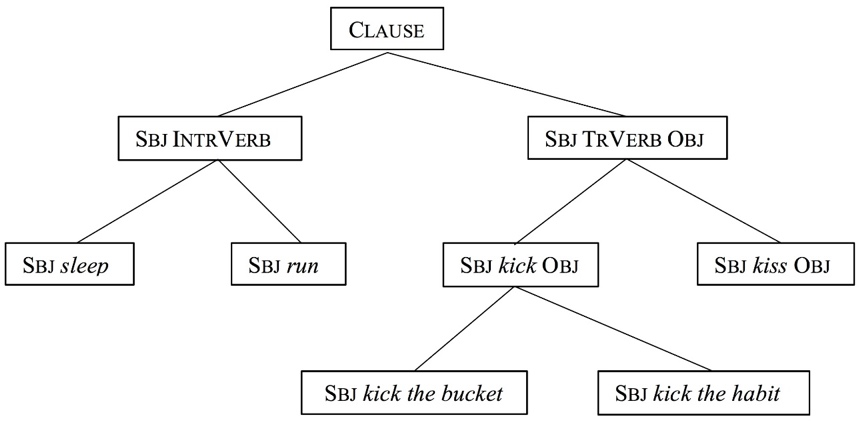 CLAUSE
SBJ INTRVERB
SBJ TRVERB OBJ
SBJ sleep
SBJ run
SBJ kick OBJ
SBJ kiss OBJ
SBJ kick the bucket
SBJ kick the habit